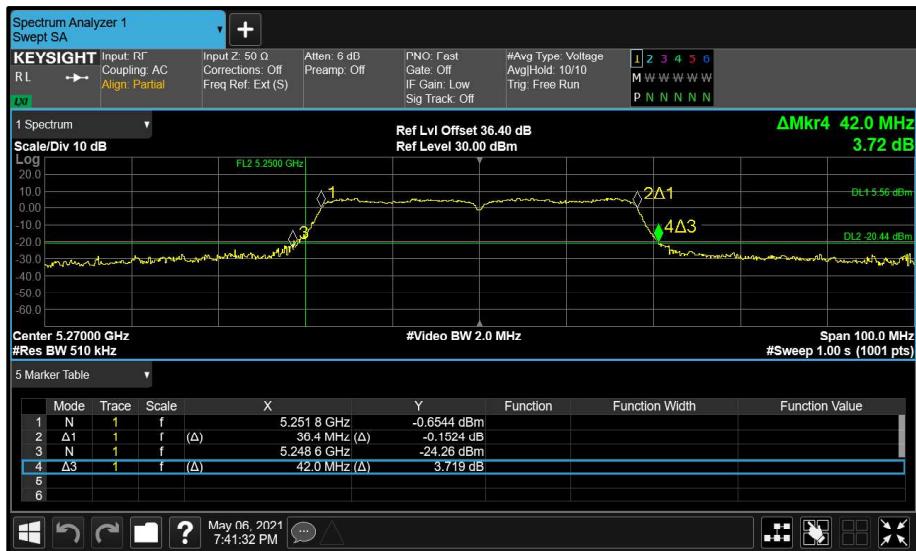 Spectrum Analyzer 1
Swept SA
+
KEYSIGHT Input: RF Input Z: 50 Ω Atten: 6 dB PNO: Fast #Avg Type: Voltage 1 2 3 4 5 6
RL Coupling: AC Corrections: Off Preamp: Off Gate: Off Avg|Hold: 10/10 M W W W W W
Align: Partial Freq Ref: Ext (S) IF Gain: Low Trig: Free Run
LXI Sig Track: Off P N N N N N
1 Spectrum
Ref Lvl Offset 36.40 dB ΔMkr4 42.0 MHz
Scale/Div 10 dB Ref Level 30.00 dBm 3.72 dB
Log
FL2 5.2500 GHz
20.0
10.0
1 2Δ1 DL1 5.56 dBm
0.00
-10.0
3 4Δ3
DL2 -20.44 dBm
-20.0
-30.0
-40.0
-50.0
-60.0
Center 5.27000 GHz #Video BW 2.0 MHz Span 100.0 MHz
#Res BW 510 kHz #Sweep 1.00 s (1001 pts)
5 Marker Table
Mode Trace Scale X Y Function Function Width Function Value
1 N 1 f 5.251 8 GHz -0.6544 dBm
2 Δ1 1 f (Δ) 36.4 MHz (Δ) -0.1524 dB
3 N 1 f 5.248 6 GHz -24.26 dBm
4 Δ3 1 f (Δ) 42.0 MHz (Δ) 3.719 dB
5
6
? May 06, 2021
7:41:32 PM